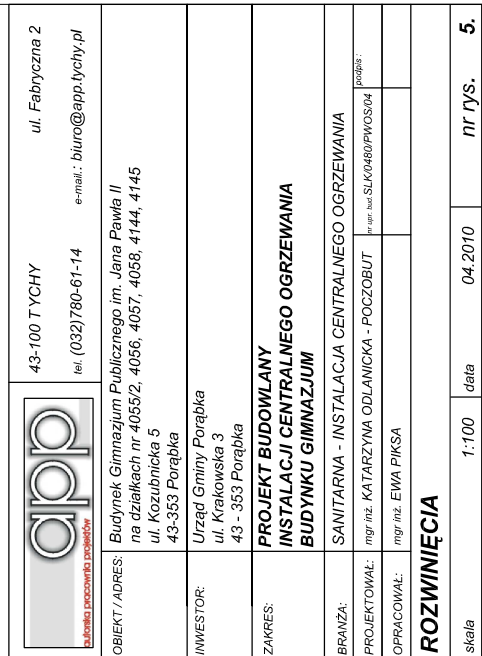 app
autorska pracownia projektów
43-100 TYCHY ul. Fabryczna 2
tel. (032)780-61-14 e-mail.: biuro@app.tychy.pl
OBIEKT / ADRES: Budynek Gimnazjum Publicznego im. Jana Pawła II
na działkach nr 4055/2, 4056, 4057, 4058, 4144, 4145
ul. Kozubnicka 5
43-353 Porąbka
INWESTOR: Urząd Gminy Porąbka
ul. Krakowska 3
43 - 353 Porąbka
ZAKRES: PROJEKT BUDOWLANY
INSTALACJI CENTRALNEGO OGRZEWANIA
BUDYNKU GIMNAZJUM
BRANŻA: SANITARNA - INSTALACJA CENTRALNEGO OGRZEWANIA
PROJEKTOWAŁ: mgr inż. KATARZYNA ODLANICKA - POCZOBUT nr upr. bud. SLK/0480/PWOS/04 podpis :
OPRACOWAŁ: mgr inż. EWA PIKSA
ROZWINIĘCIA
skala 1:100 data 04.2010 nr rys. 5.